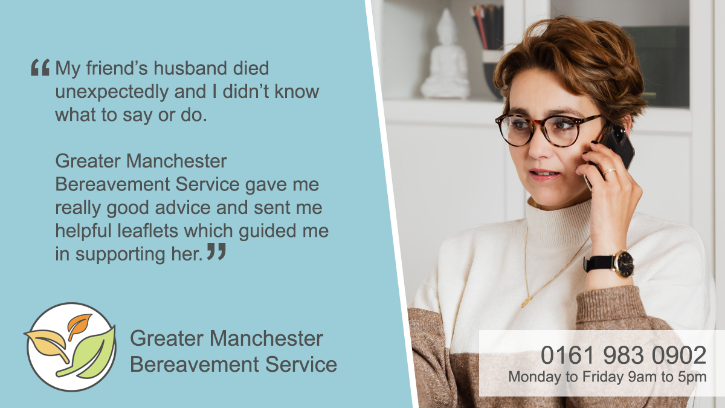 “ My friend’s husband died
unexpectedly and I didn’t know
what to say or do.
Greater Manchester
Bereavement Service gave me
really good advice and sent me
helpful leaflets which guided me
in supporting her. ”
Greater Manchester
Bereavement Service
0161 983 0902
Monday to Friday 9am to 5pm